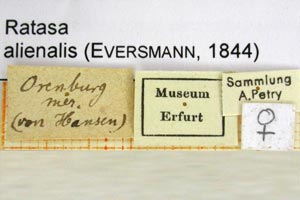 Ratasa
alienalis (EVERSMANN, 1844)
Orenburg
mer.
(von Hansen)
Museum
Erfurt
Sammlung
A. Petry
♀